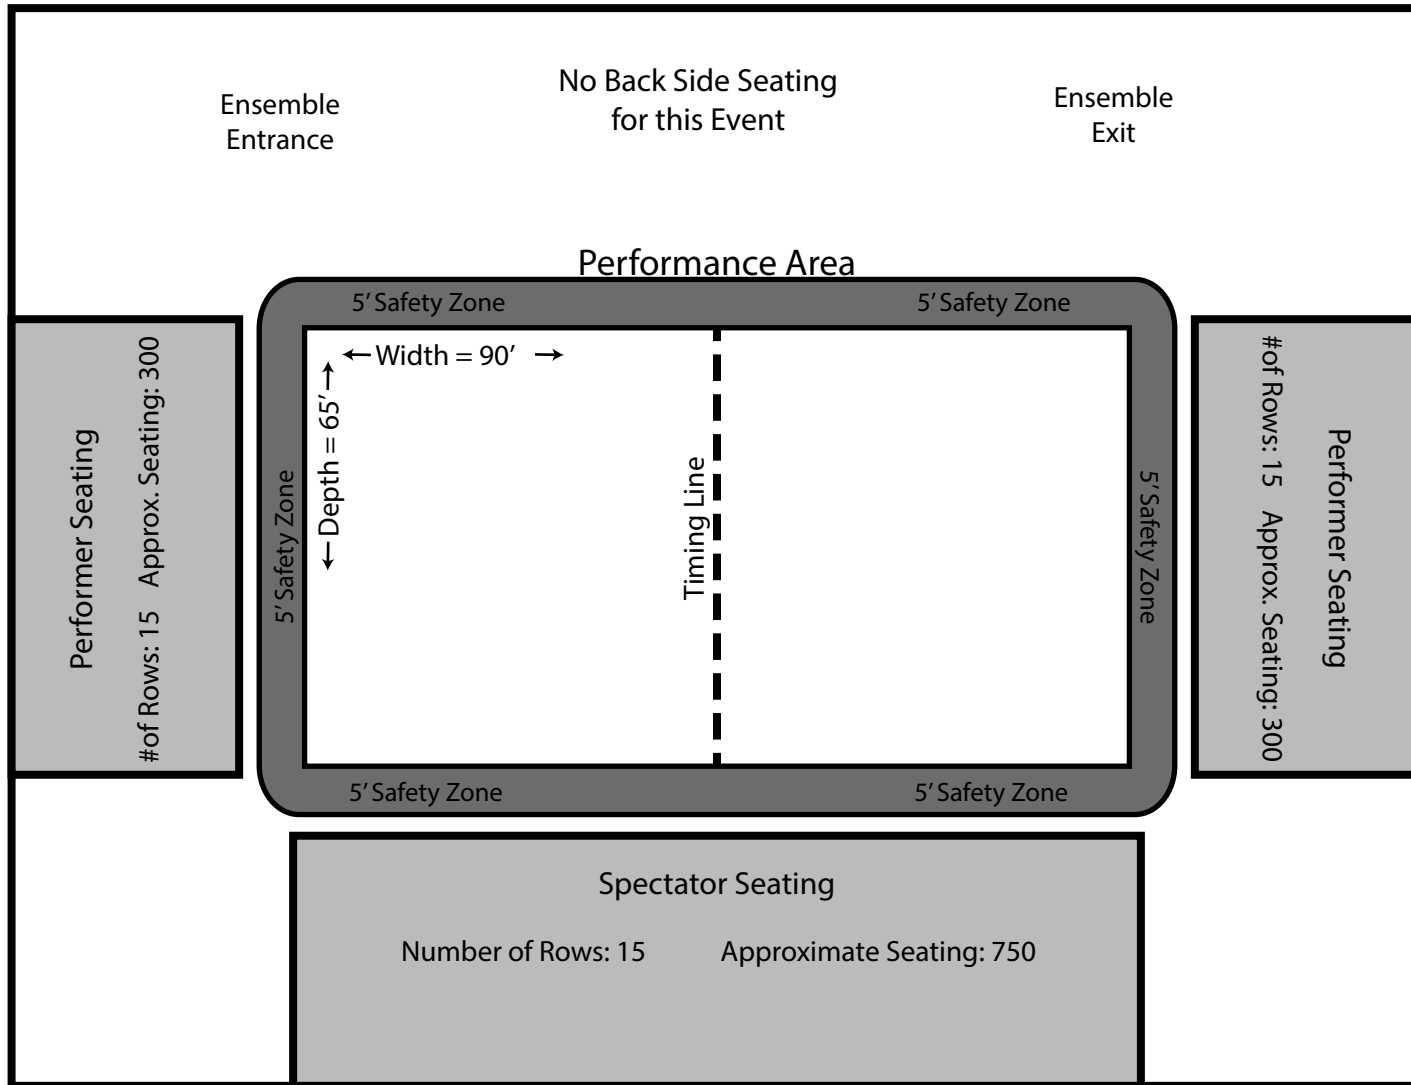 No Back Side Seating
for this Event
Ensemble
Entrance
Ensemble
Exit
Performance Area
5' Safety Zone
5' Safety Zone
Width = 90'
Depth = 65'
Timing Line
5' Safety Zone
5' Safety Zone
Performer Seating
#of Rows: 15 Approx. Seating: 300
Performer Seating
#of Rows: 15 Approx. Seating: 300
5' Safety Zone
5' Safety Zone
Spectator Seating
Number of Rows: 15 Approximate Seating: 750